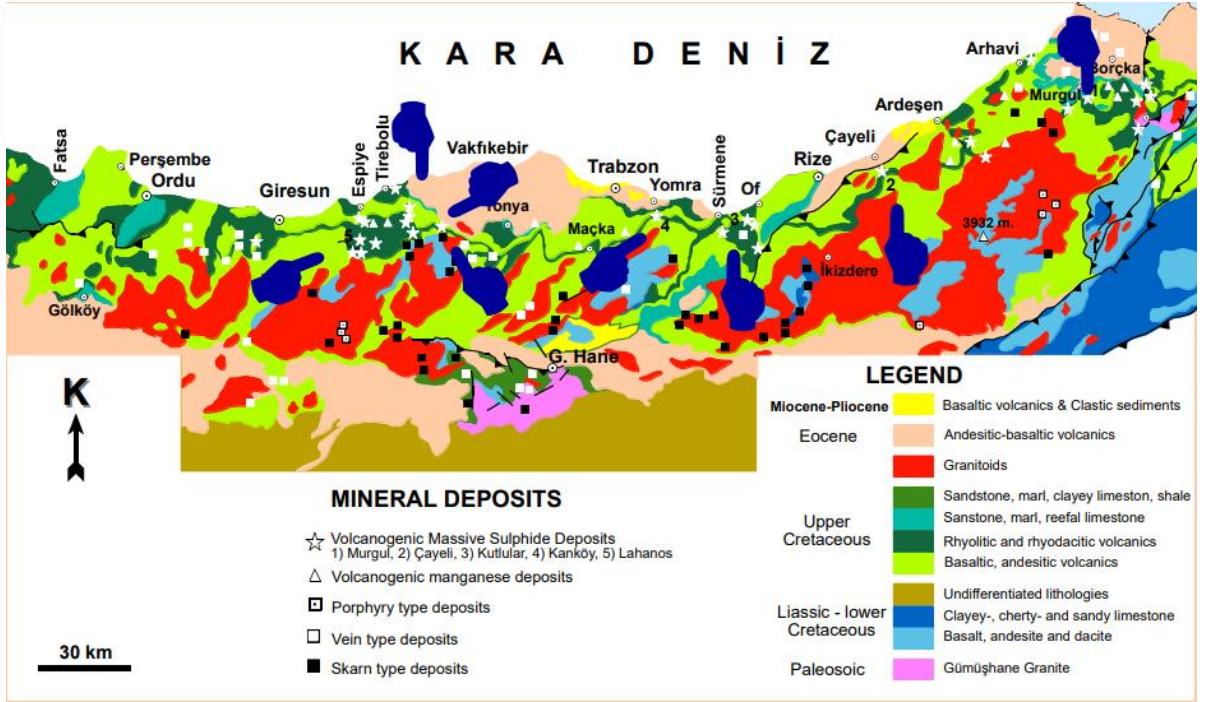 KARA DENİZ
Arhavi
Borçka
Murgul 1
Ardeşen
Fatsa
Perşembe
Ordu
Giresun
Espiye
Tirebolu
Vakfıkebir
Tonya
Trabzon
Yomra
Maçka
Sürmene
Of
Rize
Çayeli
2
3
4
5
3932 m.
İkizdere
Gölköy
G. Hane
K
30 km
MINERAL DEPOSITS
Volcanogenic Massive Sulphide Deposits
1) Murgul, 2) Çayeli, 3) Kutlular, 4) Kanköy, 5) Lahanos
Volcanogenic manganese deposits
Porphyry type deposits
Vein type deposits
Skarn type deposits
LEGEND
Miocene-Pliocene
Basaltic volcanics & Clastic sediments
Eocene
Andesitic-basaltic volcanics
Granitoids
Upper
Cretaceous
Sandstone, marl, clayey limeston, shale
Sanstone, marl, reefal limestone
Rhyolitic and rhyodacitic volcanics
Basaltic, andesitic volcanics
Undifferentiated lithologies
Liassic - lower
Cretaceous
Clayey-, cherty- and sandy limestone
Basalt, andesite and dacite
Paleosoic
Gümüşhane Granite